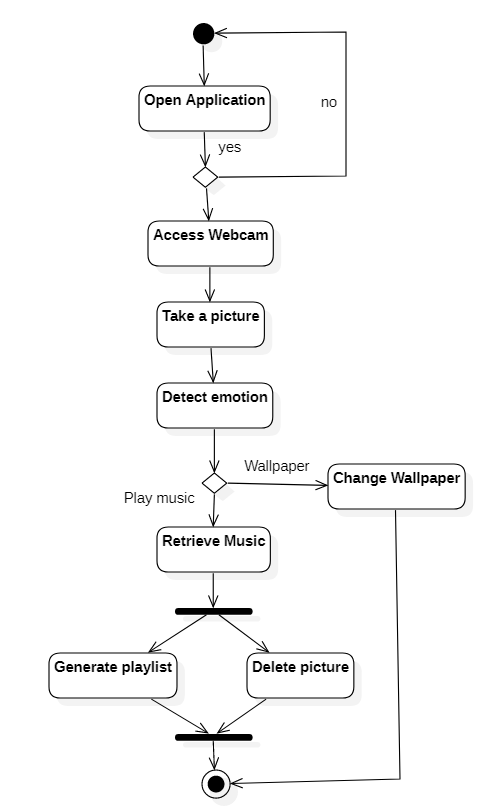 Open Application
no
yes
Access Webcam
Take a picture
Detect emotion
Wallpaper
Change Wallpaper
Play music
Retrieve Music
Generate playlist
Delete picture